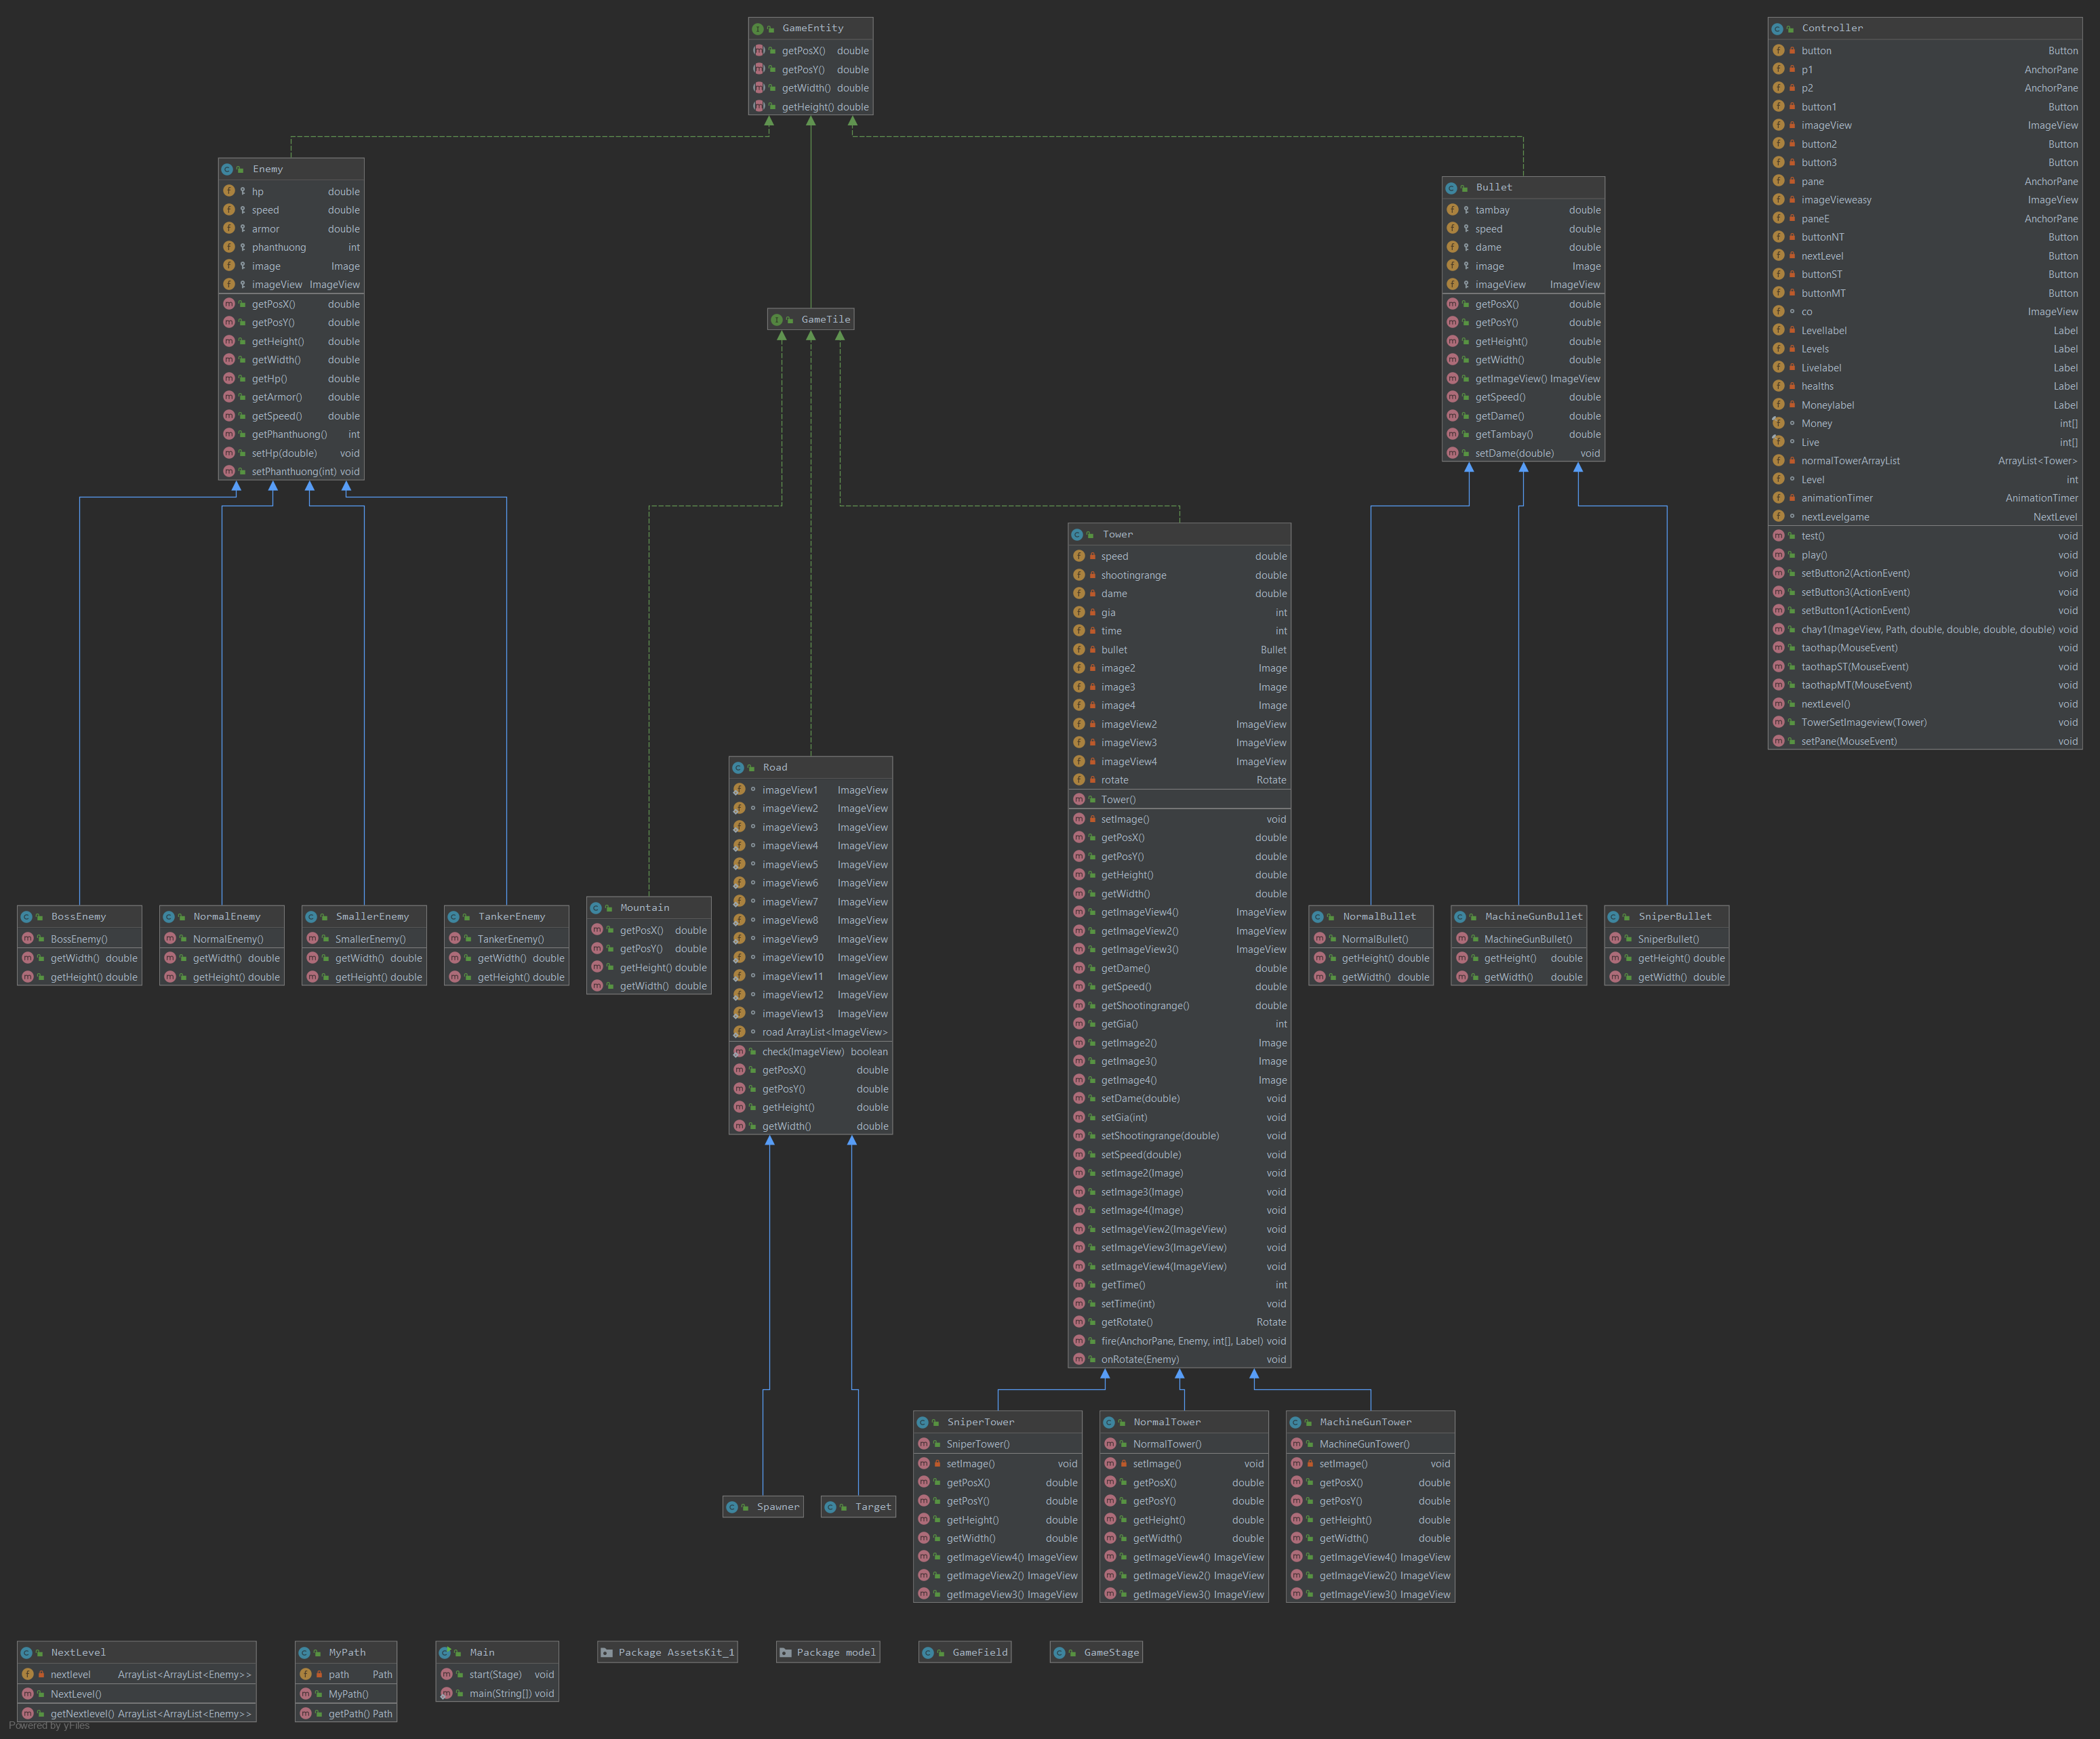 GameEntity
getPosX() double
getPosY() double
getWidth() double
getHeight() double
Controller
button Button
p1 AnchorPane
p2 AnchorPane
button1 Button
imageView ImageView
button2 Button
button3 Button
pane AnchorPane
imageVieweasy ImageView
paneE AnchorPane
buttonNT Button
nextLevel Button
buttonST Button
buttonMT Button
co ImageView
Levellabel Label
Levels Label
Livelabel Label
healths Label
Moneylabel Label
Money int[]
Live int[]
normalTowerArrayList ArrayList<Tower>
Level int
animationTimer AnimationTimer
nextLevelgame NextLevel
test() void
play() void
setButton2(ActionEvent) void
setButton3(ActionEvent) void
setButton1(ActionEvent) void
chay1(ImageView, Path, double, double, double, double) void
taothap(MouseEvent) void
taothapST(MouseEvent) void
taothapMT(MouseEvent) void
nextLevel() void
TowerSetImageview(Tower) void
setPane(MouseEvent) void
Enemy
hp double
speed double
armor double
phanthuong int
image Image
imageView ImageView
getPosX() double
getPosY() double
getHeight() double
getWidth() double
getHp() double
getArmor() double
getSpeed() double
getPhanthuong() int
setHp(double) void
setPhanthuong(int) void
Bullet
tambay double
speed double
dame double
image Image
imageView ImageView
getPosX() double
getPosY() double
getHeight() double
getWidth() double
getImageView() ImageView
getSpeed() double
getDame() double
getTambay() double
setDame(double) void
GameTile
Tower
speed double
shootingrange double
dame double
gia int
time int
bullet Bullet
image2 Image
image3 Image
image4 Image
imageView2 ImageView
imageView3 ImageView
imageView4 ImageView
rotate Rotate
Tower()
setImage() void
getPosX() double
getPosY() double
getHeight() double
getWidth() double
getImageView4() ImageView
getImageView2() ImageView
getImageView3() ImageView
getDame() double
getSpeed() double
getShootingrange() double
getGia() int
getImage2() Image
getImage3() Image
getImage4() Image
setDame(double) void
setGia(int) void
setShootingrange(double) void
setSpeed(double) void
setImage2(Image) void
setImage3(Image) void
setImage4(Image) void
setImageView2(ImageView) void
setImageView3(ImageView) void
setImageView4(ImageView) void
getTime() int
setTime(int) void
getRotate() Rotate
fire(AnchorPane, Enemy, int[], Label) void
onRotate(Enemy) void
Road
imageView1 ImageView
imageView2 ImageView
imageView3 ImageView
imageView4 ImageView
imageView5 ImageView
imageView6 ImageView
imageView7 ImageView
imageView8 ImageView
imageView9 ImageView
imageView10 ImageView
imageView11 ImageView
imageView12 ImageView
imageView13 ImageView
road ArrayList<ImageView>
check(ImageView) boolean
getPosX() double
getPosY() double
getHeight() double
getWidth() double
BossEnemy
BossEnemy()
getWidth() double
getHeight() double
NormalEnemy
NormalEnemy()
getWidth() double
getHeight() double
SmallerEnemy
SmallerEnemy()
getWidth() double
getHeight() double
TankerEnemy
TankerEnemy()
getWidth() double
getHeight() double
Mountain
getPosX() double
getPosY() double
getHeight() double
getWidth() double
NormalBullet
NormalBullet()
getHeight() double
getWidth() double
MachineGunBullet
MachineGunBullet()
getHeight() double
getWidth() double
SniperBullet
SniperBullet()
getHeight() double
getWidth() double
Spawner
Target
SniperTower
SniperTower()
setImage() void
getPosX() double
getPosY() double
getHeight() double
getWidth() double
getImageView4() ImageView
getImageView2() ImageView
getImageView3() ImageView
NormalTower
NormalTower()
setImage() void
getPosX() double
getPosY() double
getHeight() double
getWidth() double
getImageView4() ImageView
getImageView2() ImageView
getImageView3() ImageView
MachineGunTower
MachineGunTower()
setImage() void
getPosX() double
getPosY() double
getHeight() double
getWidth() double
getImageView4() ImageView
getImageView2() ImageView
getImageView3() ImageView
NextLevel
nextlevel ArrayList<ArrayList<Enemy>>
NextLevel()
getNextlevel() ArrayList<ArrayList<Enemy>>
MyPath
path Path
MyPath()
getPath() Path
Main
start(Stage) void
main(String[]) void
Package AssetsKit_1
Package model
GameField
GameStage
Powered by yFiles